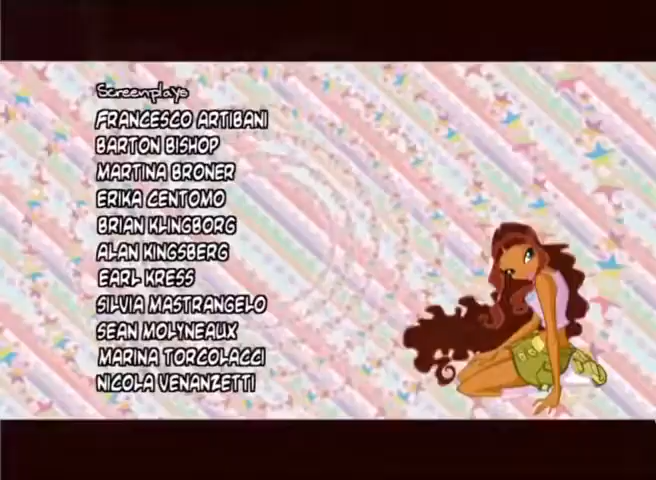 Screenplays
FRANCESCO ARTIBANI
BARTON BISHOP
MARTINA BRONER
ERIKA CENTOMO
BRIAN KLINGBORG
ALAN KINGSBERG
EARL KRESS
SILVIA MASTRANGELO
SEAN MOLYNEAUX
MARINA TORCOLACCI
NICOLA VENANZETTI